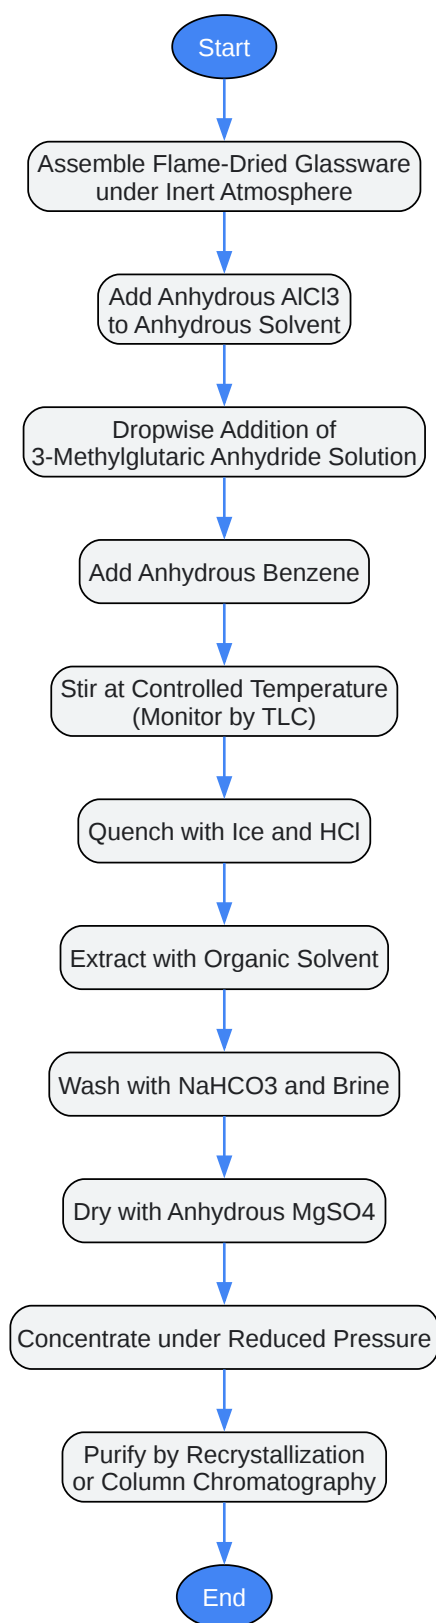 Start
Assemble Flame-Dried Glassware
under Inert Atmosphere
Add Anhydrous AlCl3
to Anhydrous Solvent
Dropwise Addition of
3-Methylglutaric Anhydride Solution
Add Anhydrous Benzene
Stir at Controlled Temperature
(Monitor by TLC)
Quench with Ice and HCl
Extract with Organic Solvent
Wash with NaHCO3 and Brine
Dry with Anhydrous MgSO4
Concentrate under Reduced Pressure
Purify by Recrystallization
or Column Chromatography
End